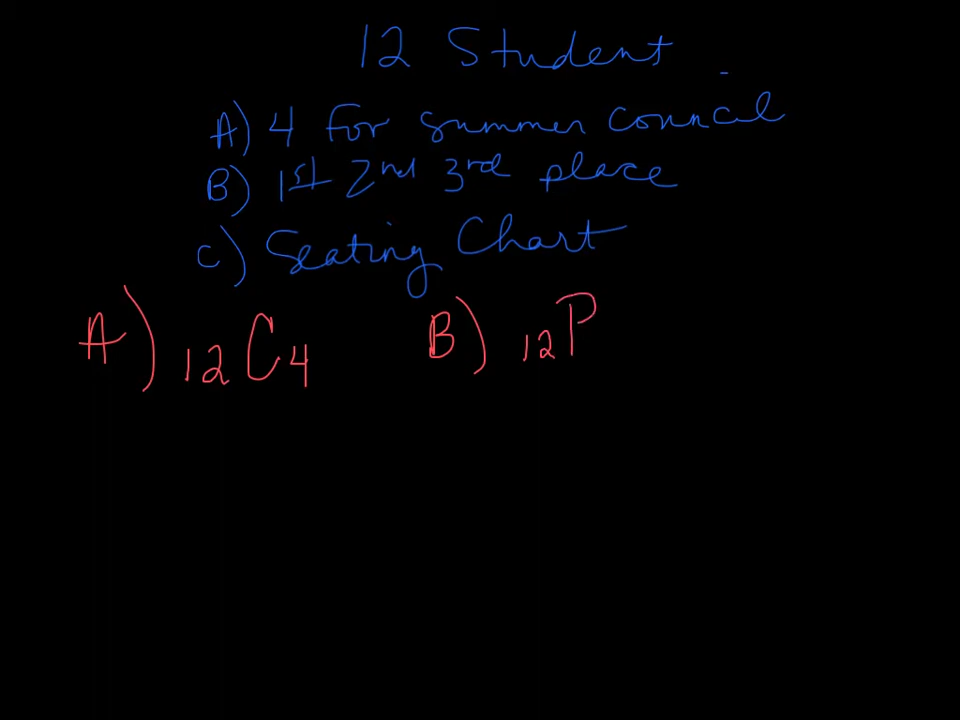 12 Student
A) 4 for summer council
B) 1st 2nd 3rd place
C) Seating Chart
A) 12C4 B) 12P